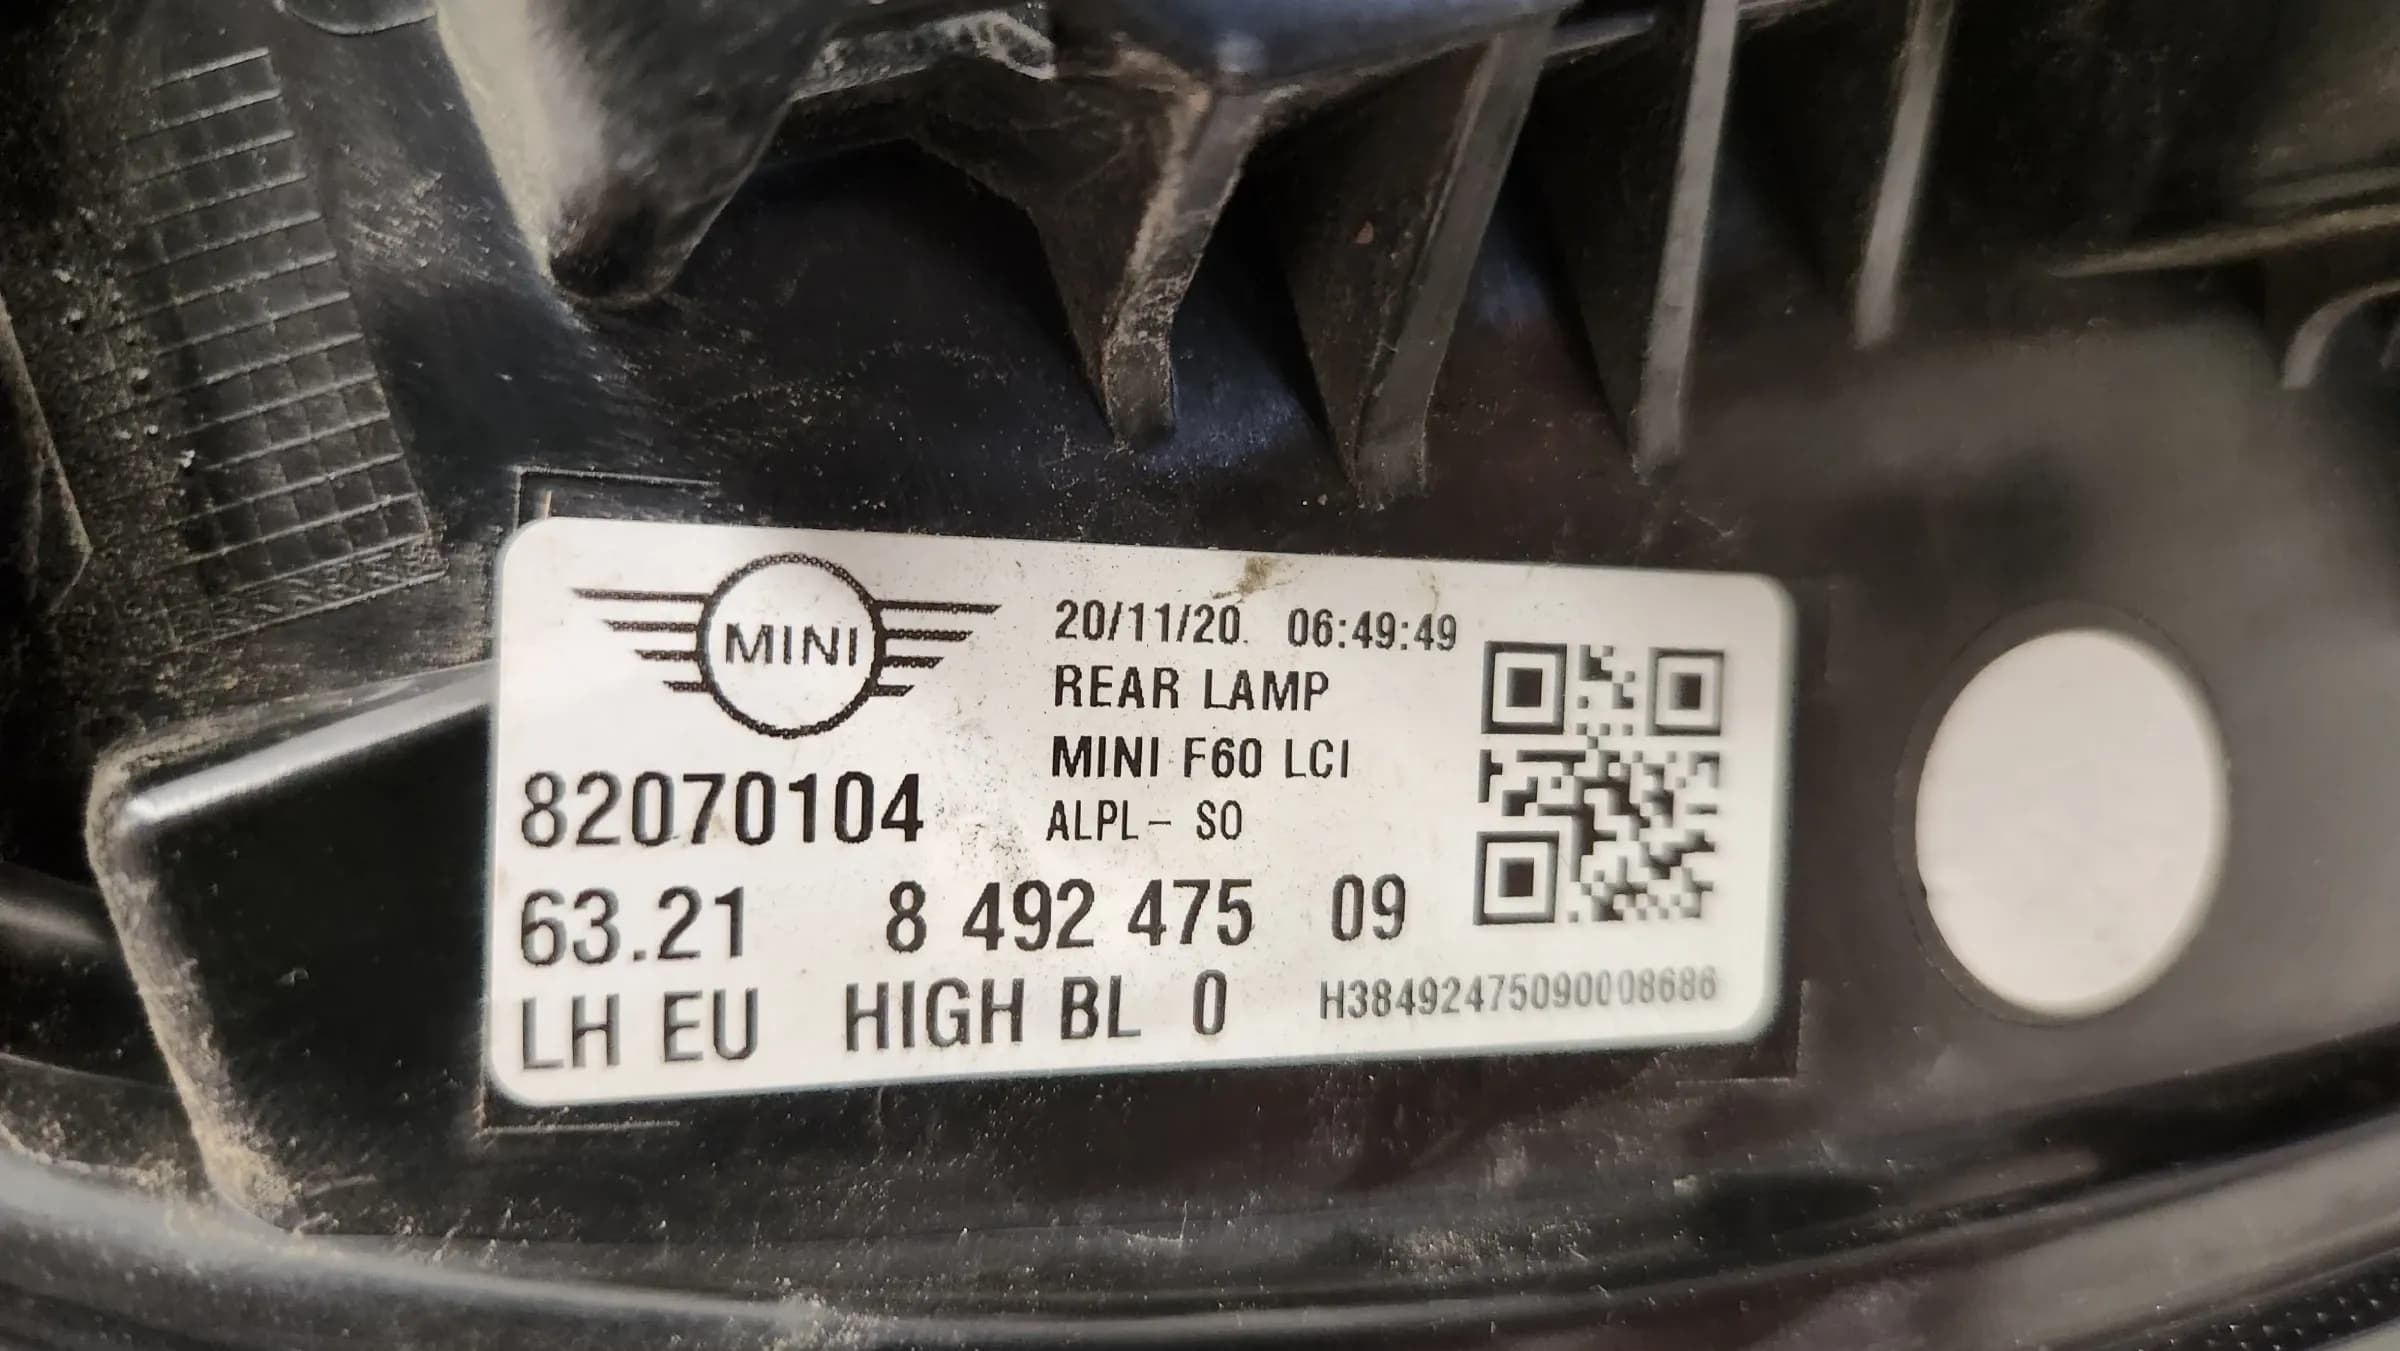 MINI
20/11/20. 06:49:49
REAR LAMP
MINI F60 LCI
ALPL- SO
82070104
63.21 8 492 475 09
LH EU HIGH BL 0
H38492475090008686